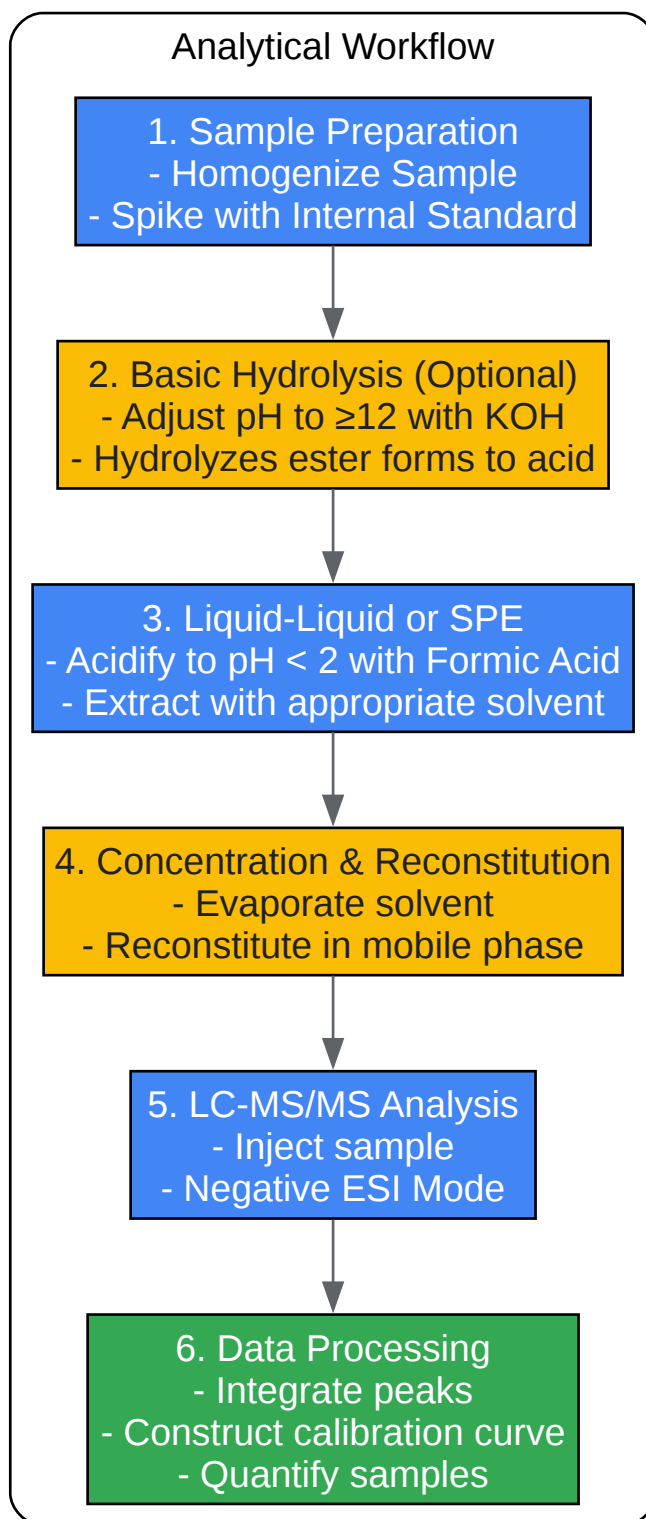 Analytical Workflow
1. Sample Preparation
- Homogenize Sample
- Spike with Internal Standard
2. Basic Hydrolysis (Optional)
- Adjust pH to ≥12 with KOH
- Hydrolyzes ester forms to acid
3. Liquid-Liquid or SPE
- Acidify to pH < 2 with Formic Acid
- Extract with appropriate solvent
4. Concentration & Reconstitution
- Evaporate solvent
- Reconstitute in mobile phase
5. LC-MS/MS Analysis
- Inject sample
- Negative ESI Mode
6. Data Processing
- Integrate peaks
- Construct calibration curve
- Quantify samples